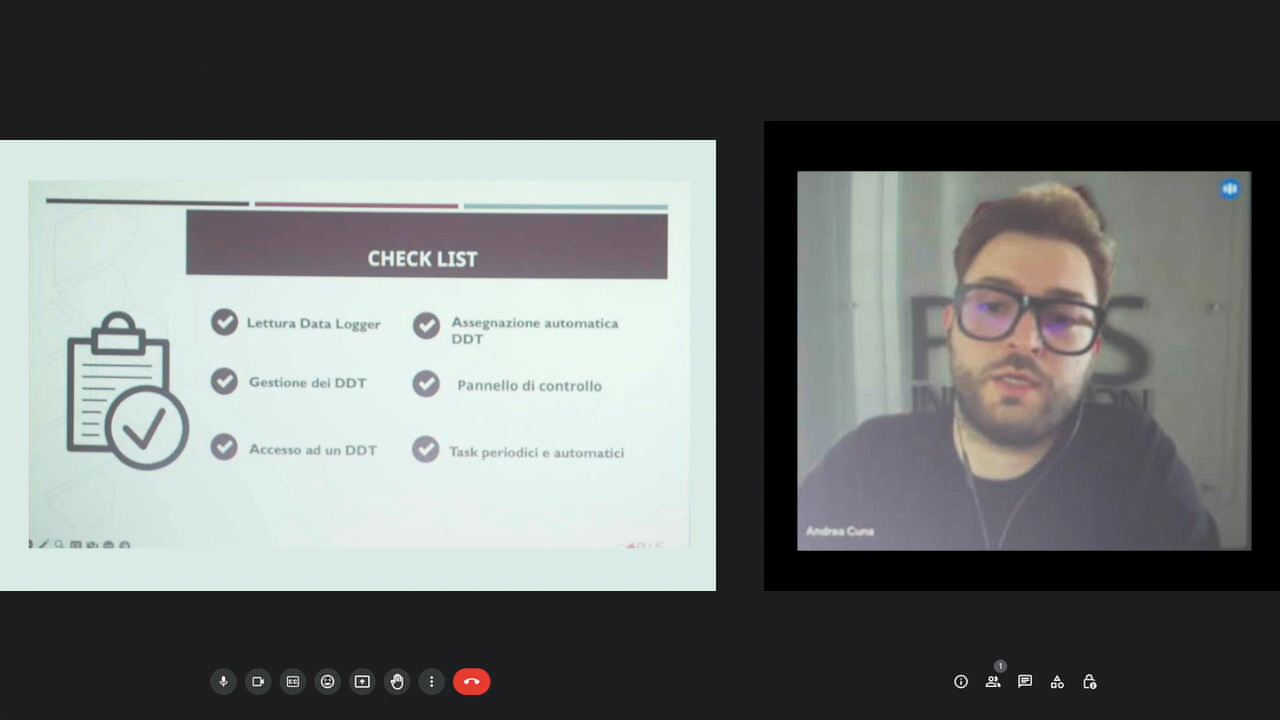 CHECK LIST
Lettura Data Logger
Assegnazione automatica
DDT
Gestione dei DDT
Pannello di controllo
Accesso ad un DDT
Task periodici e automatici
Andrea Cuna
1